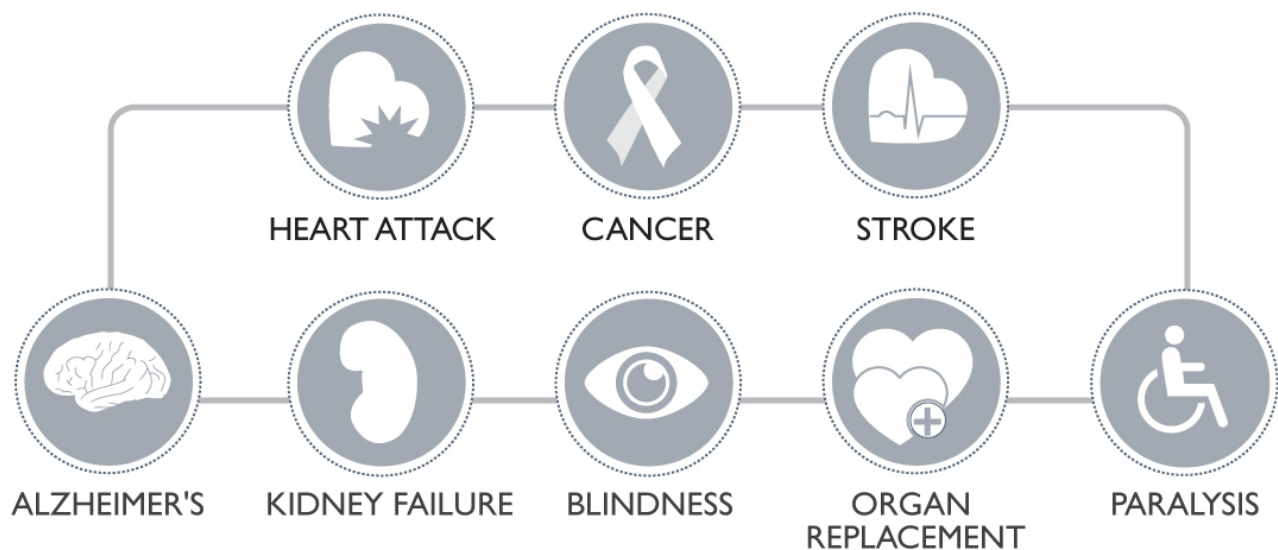 HEART ATTACK
CANCER
STROKE
ALZHEIMER'S
KIDNEY FAILURE
BLINDNESS
ORGAN
REPLACEMENT
PARALYSIS